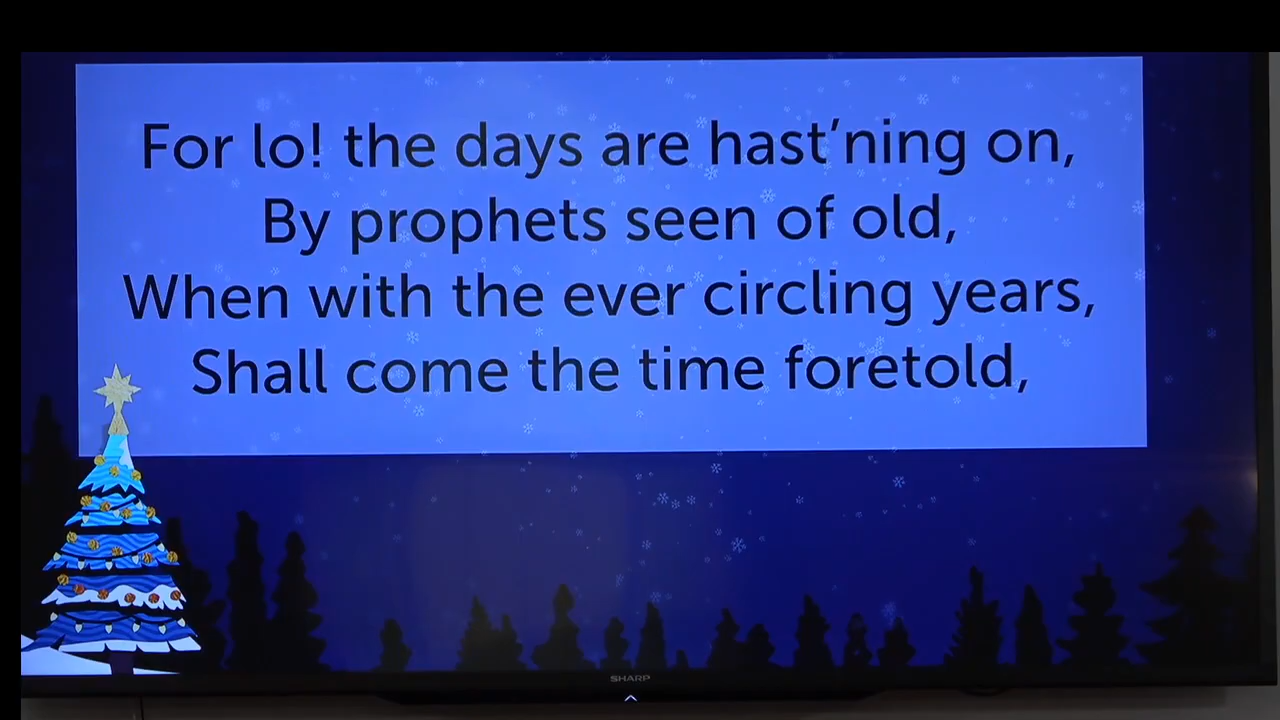 For lo! the days are hast'ning on,
By prophets seen of old,
When with the ever circling years,
Shall come the time foretold,
SHARP